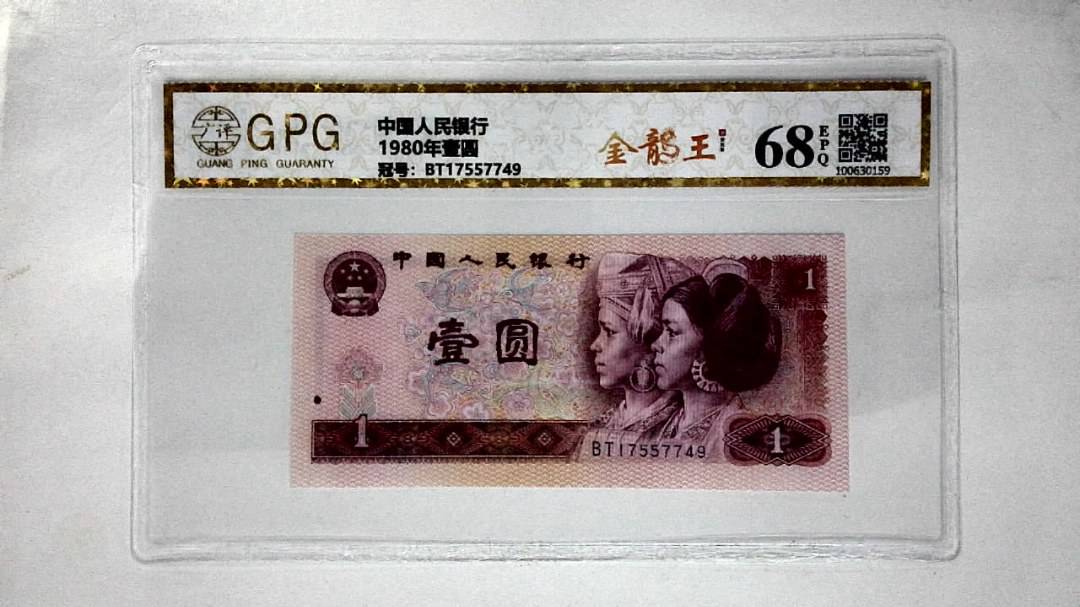 GPG
GUANG PING GUARANTY
中国人民银行
1980年壹圆
冠号：BT17557749
金龍王
68
EPQ
100630159
中國人民银行
1
壹圆
1
BT17557749
1